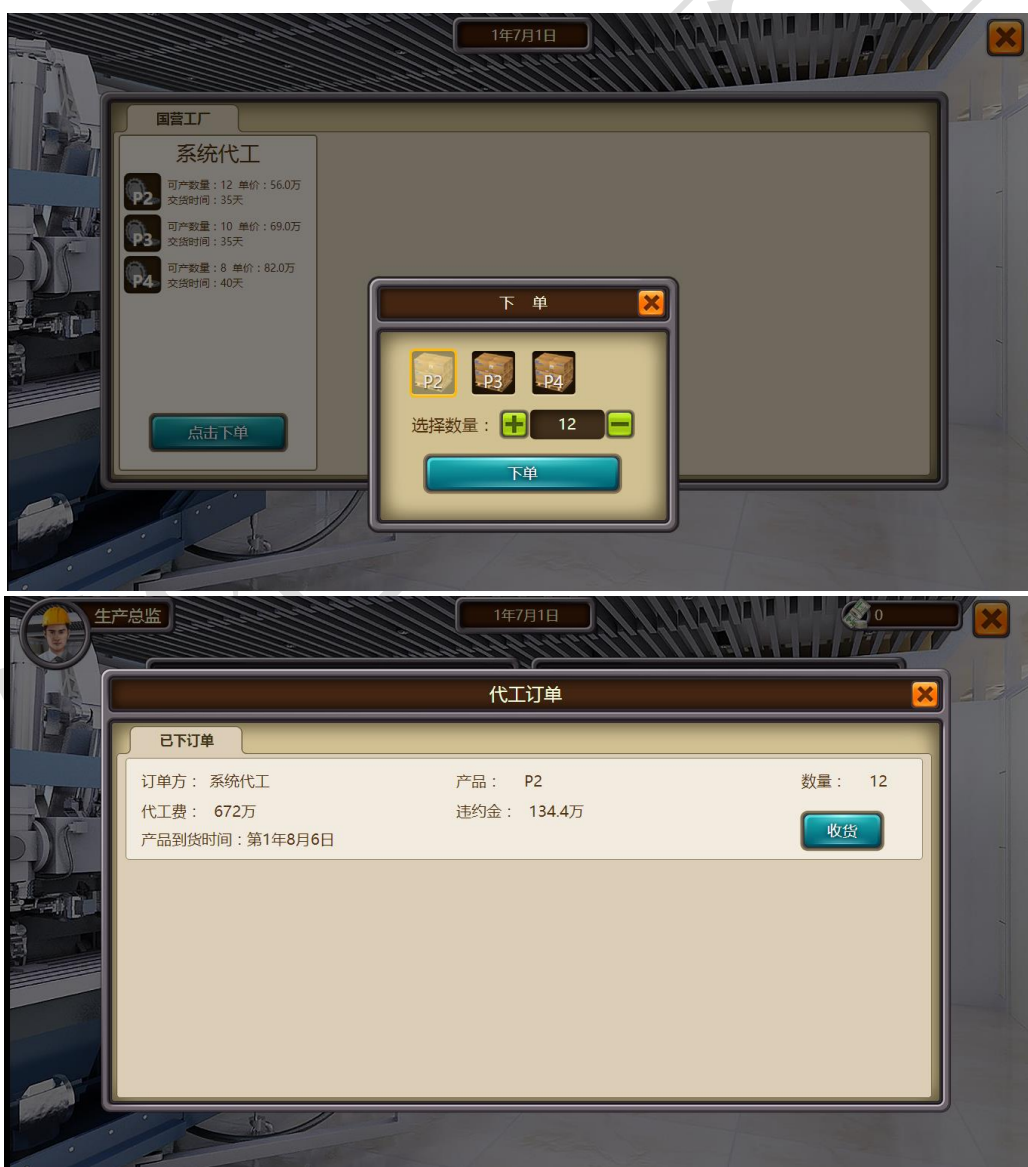 1年7月1日
国营工厂
系统代工
P2
可产数量：12 单价：56.0万
交货时间：35天
P3
可产数量：10 单价：69.0万
交货时间：35天
P4
可产数量：8 单价：82.0万
交货时间：40天
点击下单
下 单
P2 P3 P4
选择数量： 12
下单
生产总监
1年7月1日
0
代工订单
已下订单
订单方： 系统代工 产品： P2 数量： 12
代工费： 672万 违约金： 134.4万
收货
产品到货时间：第1年8月6日